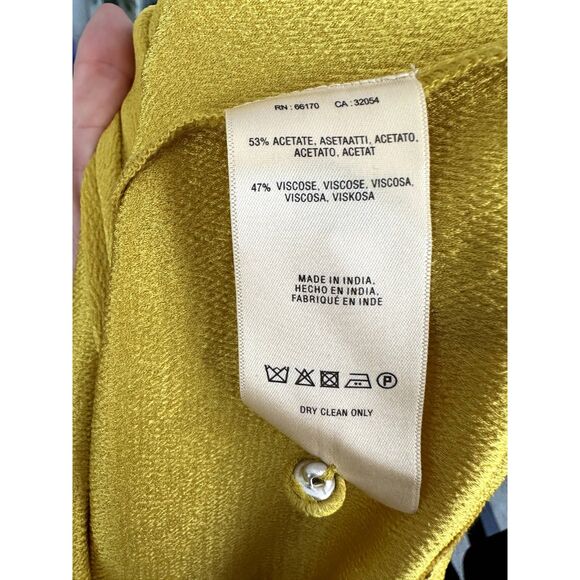 RN : 66170 CA : 32054
53% ACETATE, ASETAATTI, ACETATO,
ACETATO, ACETAT
47% VISCOSE, VISCOSE, VISCOSA,
VISCOSA, VISKOSA
MADE IN INDIA,
HECHO EN INDIA,
FABRIQUÉ EN INDE
P
DRY CLEAN ONLY